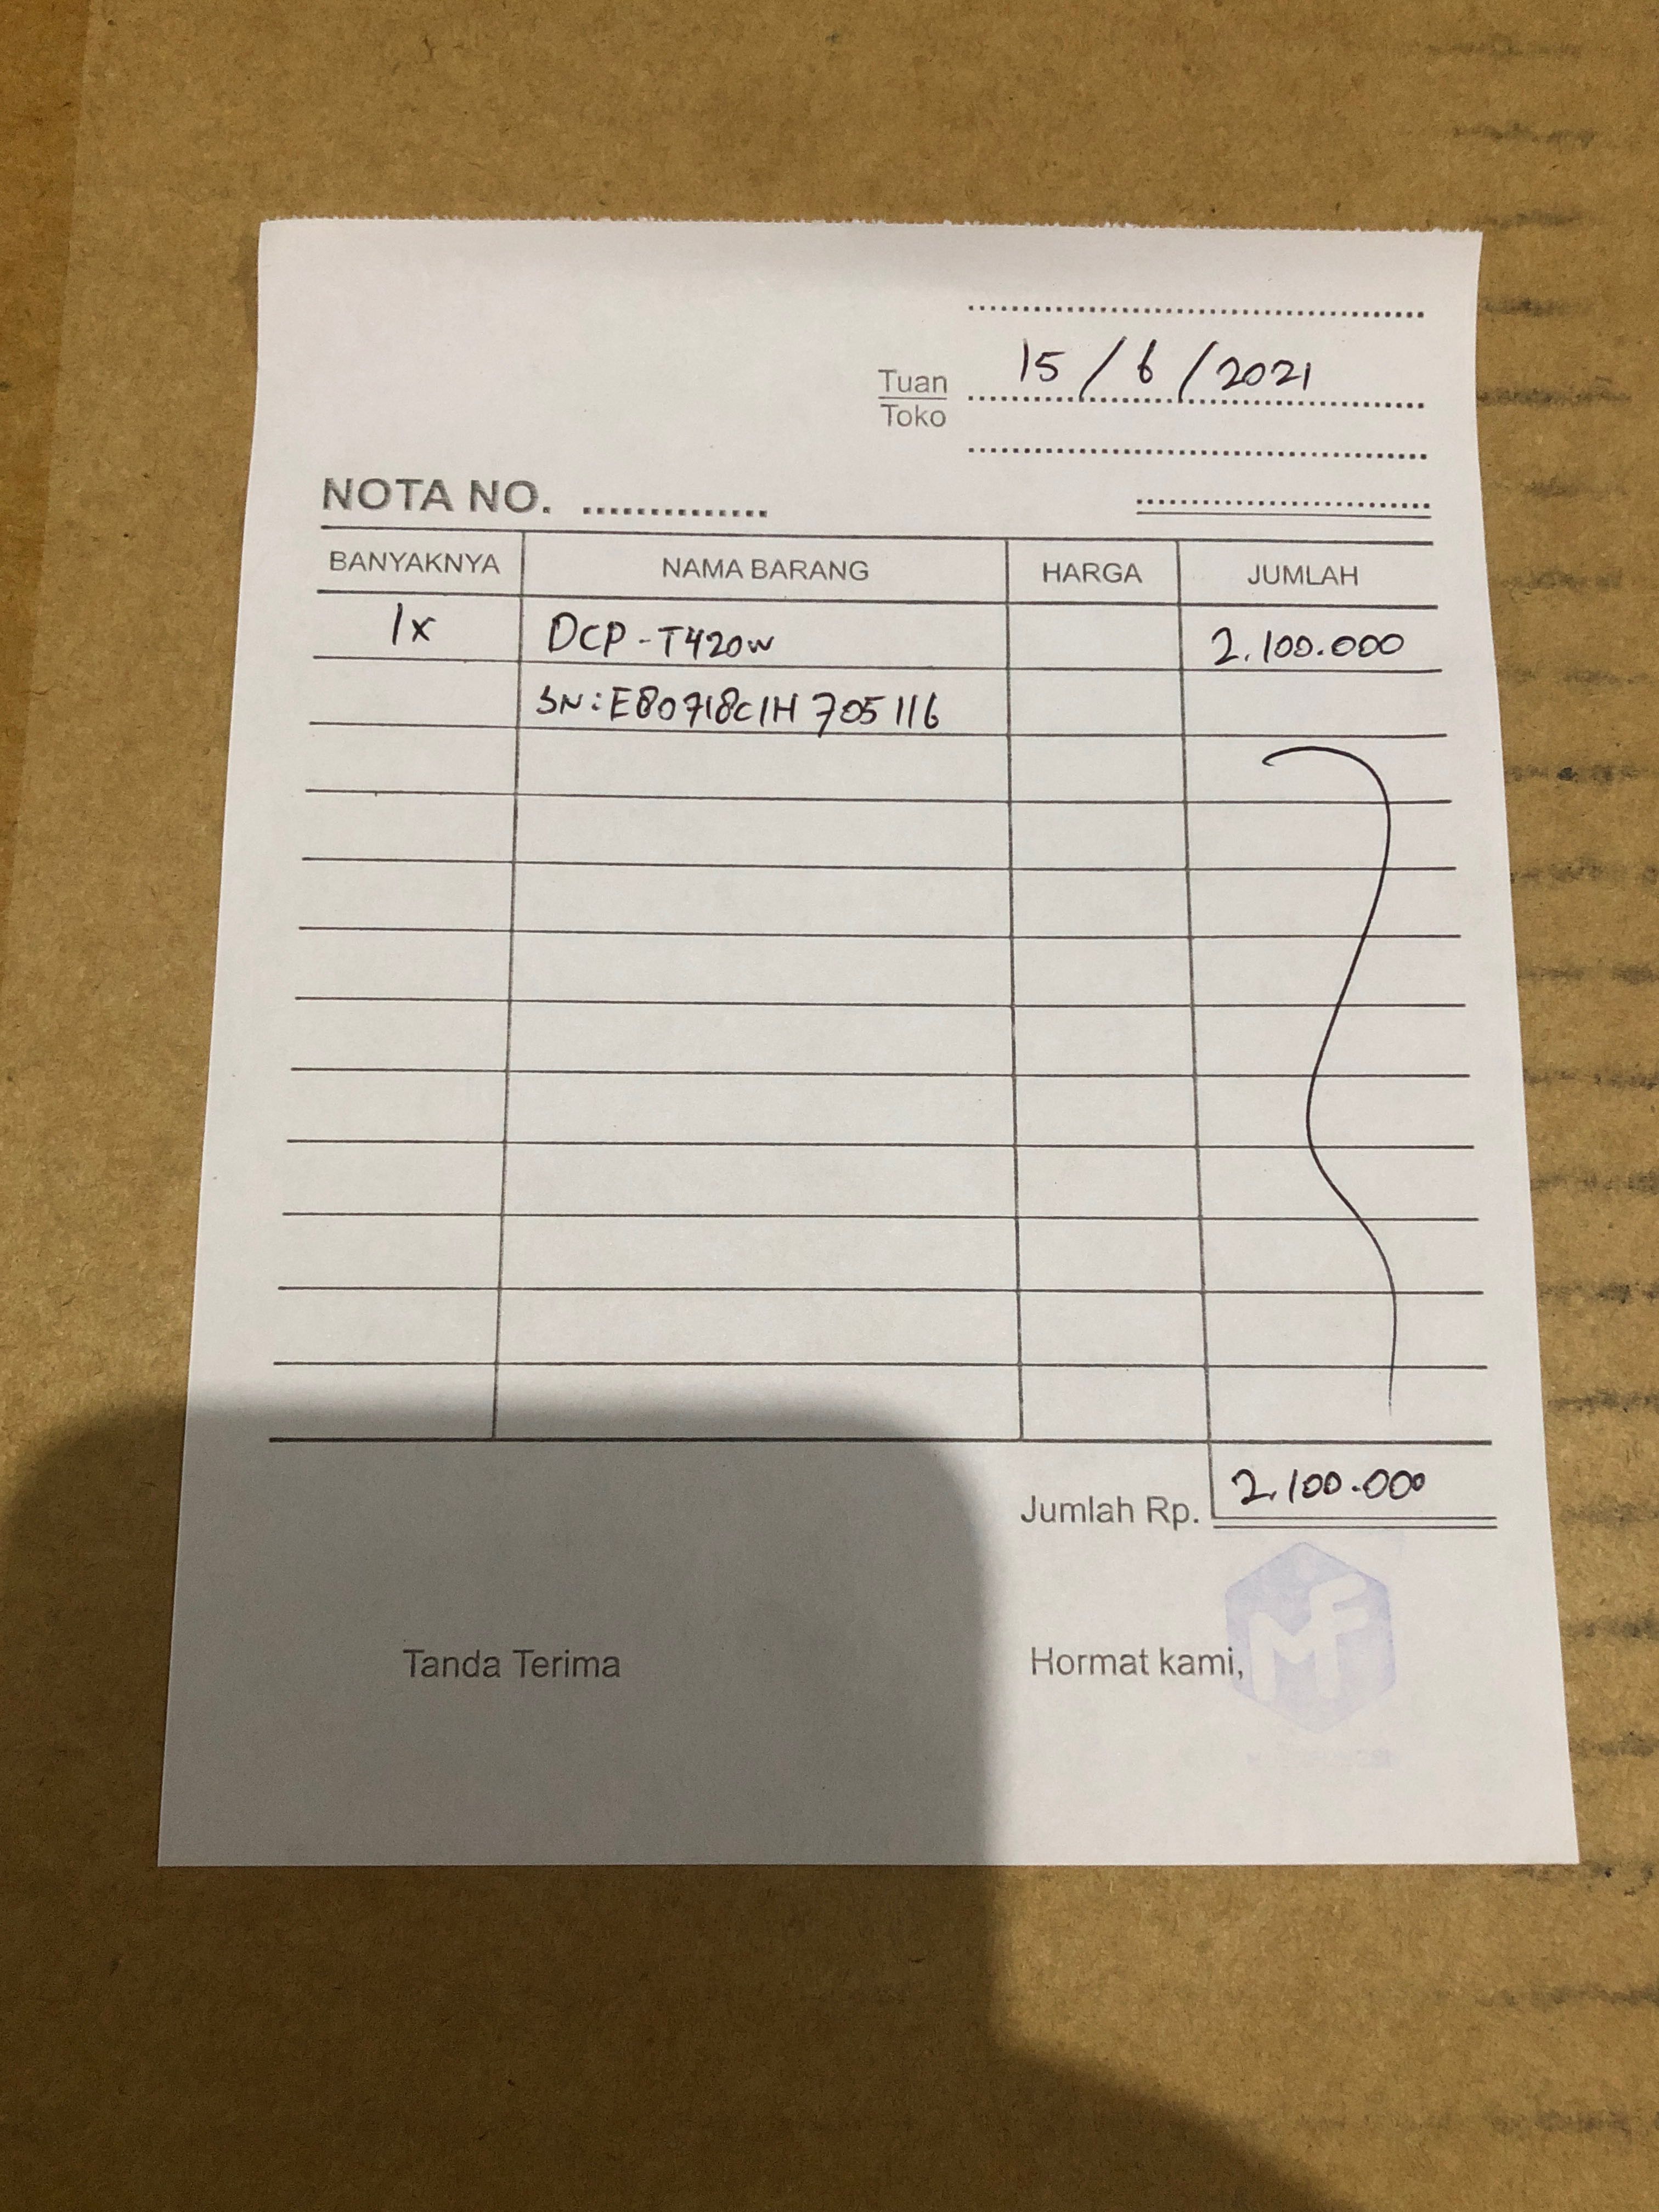 15 / 6 / 2021
Tuan
Toko
NOTA NO. ..............
BANYAKNYA NAMA BARANG HARGA JUMLAH
1x DCP-T420W 2.100.000
SN: E80718C1H705116
Jumlah Rp. 2.100.000
Tanda Terima Hormat kami,
MF